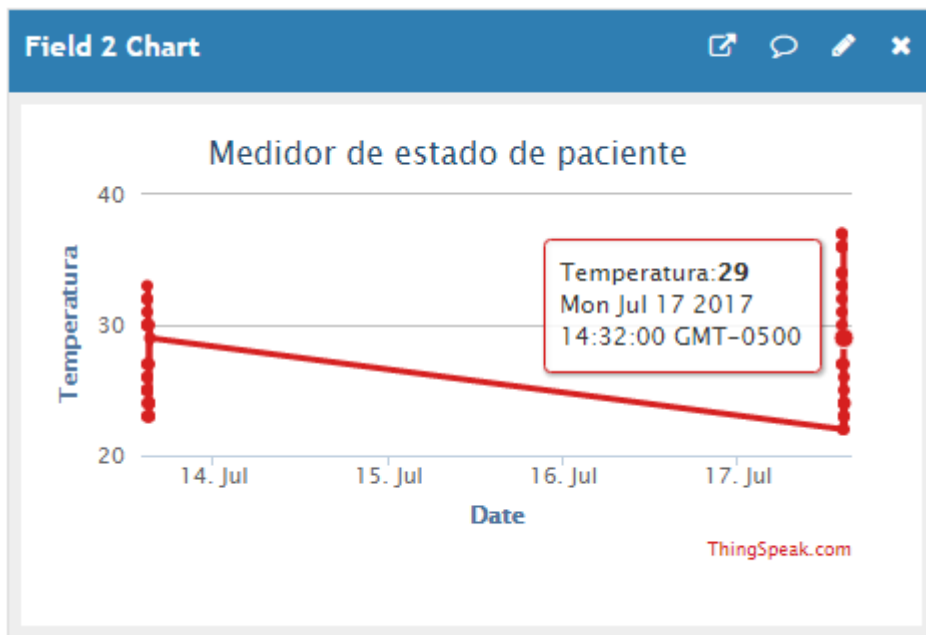 Field 2 Chart
Medidor de estado de paciente
40
30
20
Temperatura
Temperatura:29
Mon Jul 17 2017
14:32:00 GMT-0500
14. Jul
15. Jul
16. Jul
17. Jul
Date
ThingSpeak.com